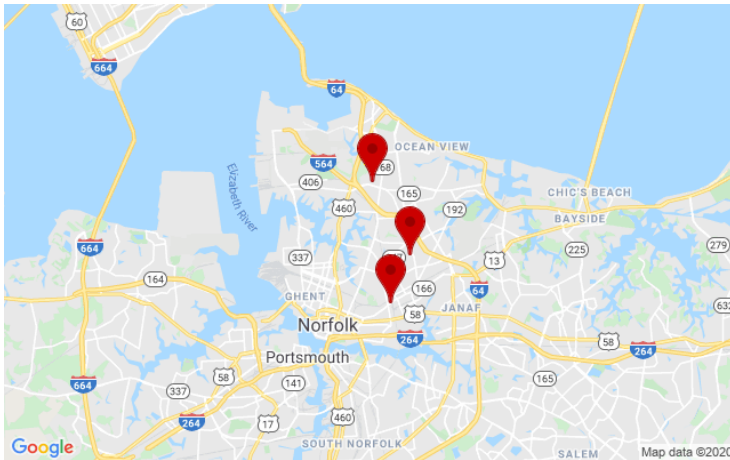 60
664
64
OCEAN VIEW
564
168
406
165
CHIC'S BEACH
Elizabeth River
460
192
BAYSIDE
664
337
225
279
13
164
166
64
GHENT
JANAF
58
Norfolk
264
58
264
Portsmouth
165
664
58
141
337
264
17
460
SOUTH NORFOLK
SALEM
Google
Map data ©2020